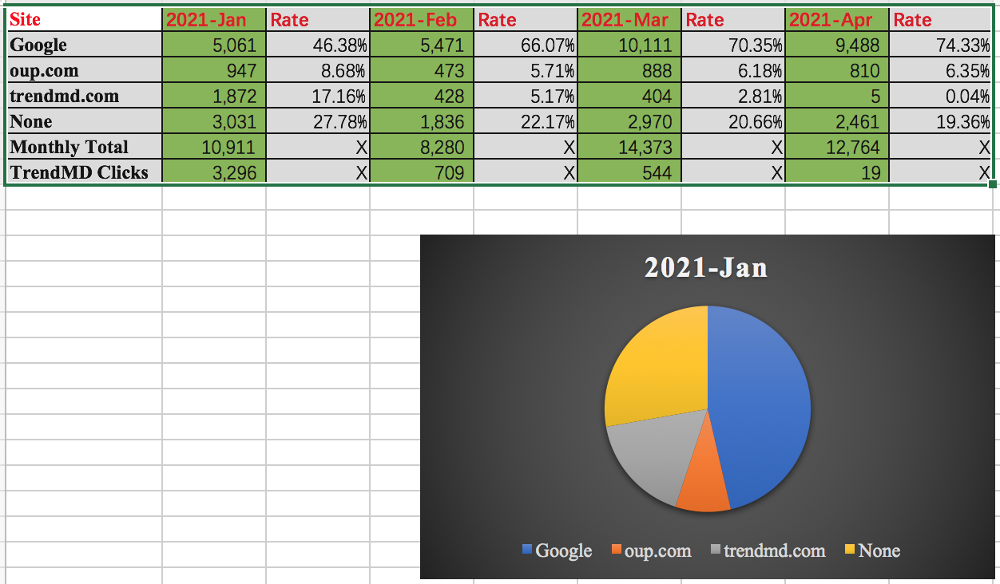 Site 2021-Jan Rate 2021-Feb Rate 2021-Mar Rate 2021-Apr Rate
Google 5,061 46.38% 5,471 66.07% 10,111 70.35% 9,488 74.33%
oup.com 947 8.68% 473 5.71% 888 6.18% 810 6.35%
trendmd.com 1,872 17.16% 428 5.17% 404 2.81% 5 0.04%
None 3,031 27.78% 1,836 22.17% 2,970 20.66% 2,461 19.36%
Monthly Total 10,911 X 8,280 X 14,373 X 12,764 X
TrendMD Clicks 3,296 X 709 X 544 X 19 X
2021-Jan
Google oup.com trendmd.com None